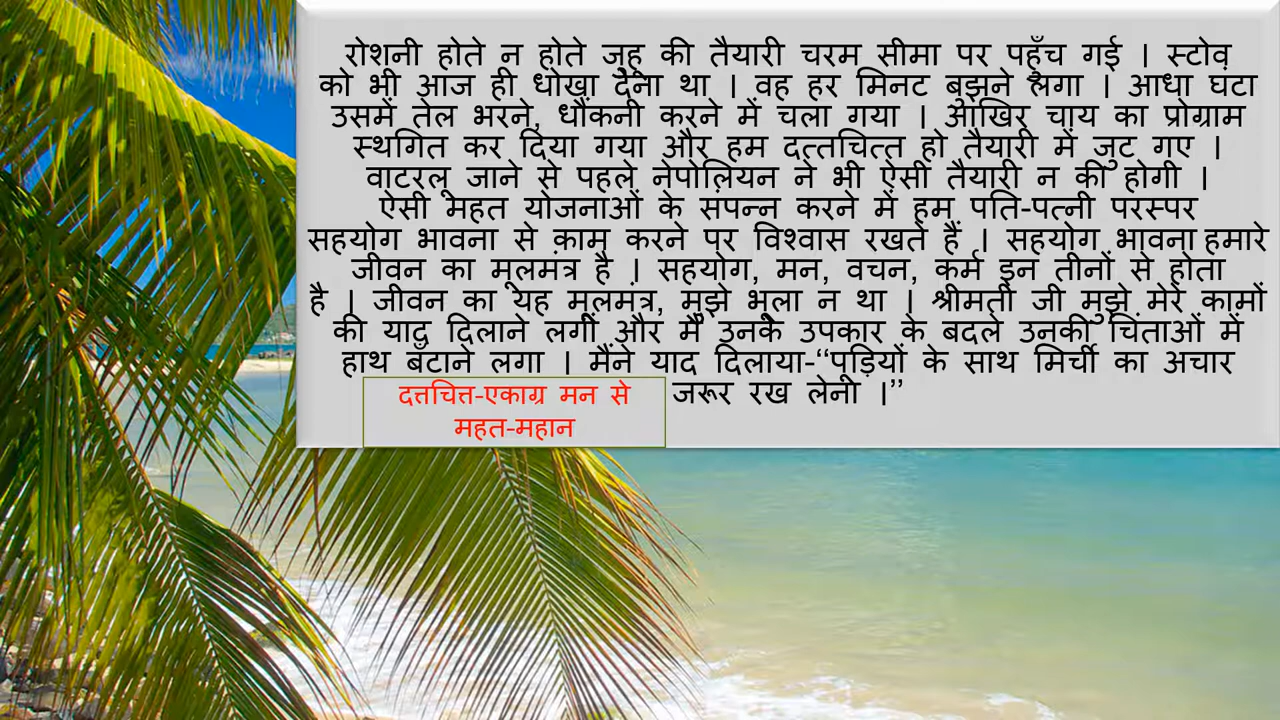 रोशनी होते न होते जुहू की तैयारी चरम सीमा पर पहुँच गई । स्टोव
को भी आज ही धोखा देना था । वह हर मिनट बुझने लगा । आधा घंटा
उसमें तेल भरने, धौंकनी करने में चला गया । आखिर चाय का प्रोग्राम
स्थगित कर दिया गया और हम दत्तचित्त हो तैयारी में जुट गए ।
वाटरलू जाने से पहले नेपोलियन ने भी ऐसी तैयारी न की होगी ।
ऐसी महत योजनाओं के संपन्न करने में हम पति-पत्नी परस्पर
सहयोग भावना से काम करने पर विश्वास रखते हैं । सहयोग भावना हमारे
जीवन का मूलमंत्र है । सहयोग, मन, वचन, कर्म इन तीनों से होता
है । जीवन का यह मूलमंत्र, मुझे भूला न था । श्रीमती जी मुझे मेरे कामों
की याद दिलाने लगीं और मैं उनके उपकार के बदले उनकी चिंताओं में
हाथ बँटाने लगा । मैंने याद दिलाया-‘‘पूड़ियों के साथ मिर्ची का अचार
जरूर रख लेना ।’’
दत्तचित्त-एकाग्र मन से
महत-महान